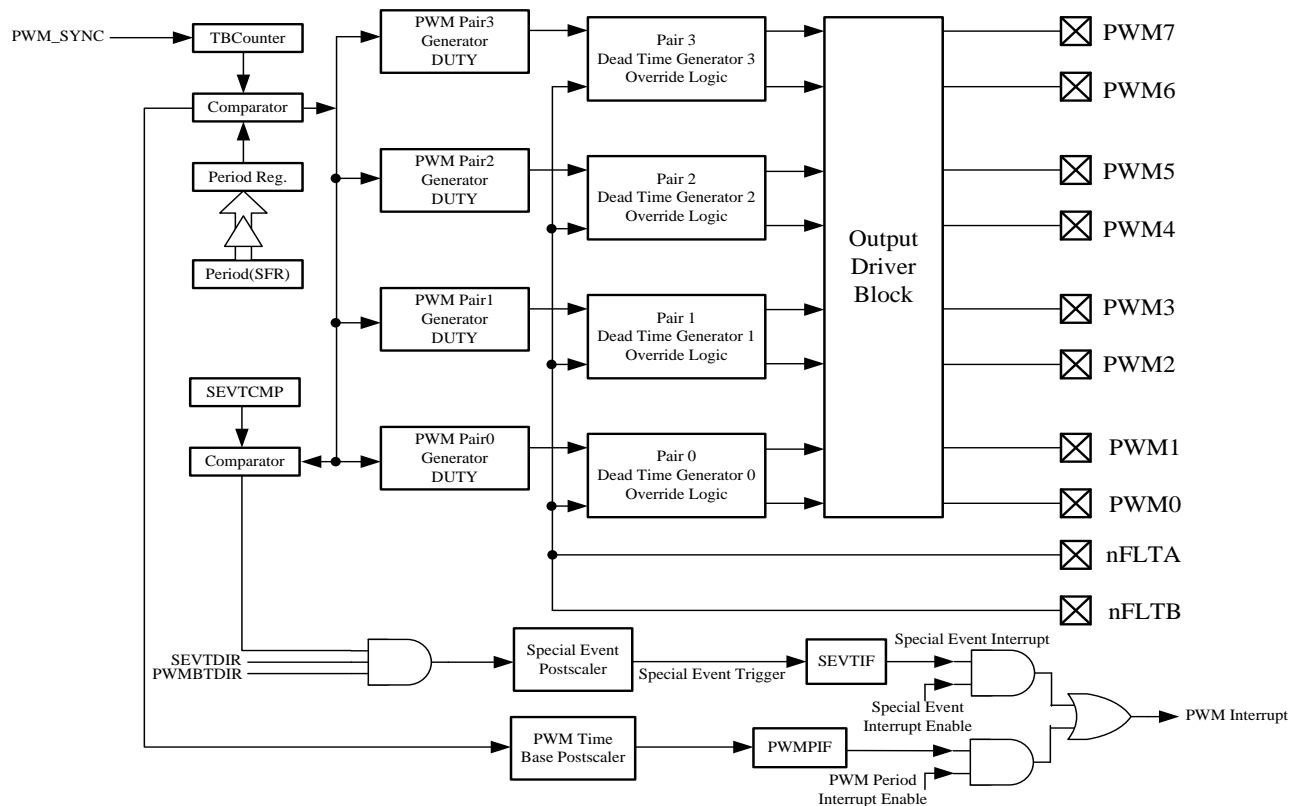 PWM_SYNC
TBCounter
Comparator
Period Reg.
Period(SFR)
SEVTCMP
Comparator
PWM Pair3
Generator
DUTY
PWM Pair2
Generator
DUTY
PWM Pair1
Generator
DUTY
PWM Pair0
Generator
DUTY
Pair 3
Dead Time Generator 3
Override Logic
Pair 2
Dead Time Generator 2
Override Logic
Pair 1
Dead Time Generator 1
Override Logic
Pair 0
Dead Time Generator 0
Override Logic
Output
Driver
Block
PWM7
PWM6
PWM5
PWM4
PWM3
PWM2
PWM1
PWM0
nFLTA
nFLTB
SEVTDIR
PWMBTDIR
Special Event
Postscaler
Special Event Trigger
SEVTIF
Special Event Interrupt
Special Event
Interrupt Enable
PWM Time
Base Postscaler
PWMPIF
PWM Period
Interrupt Enable
PWM Interrupt